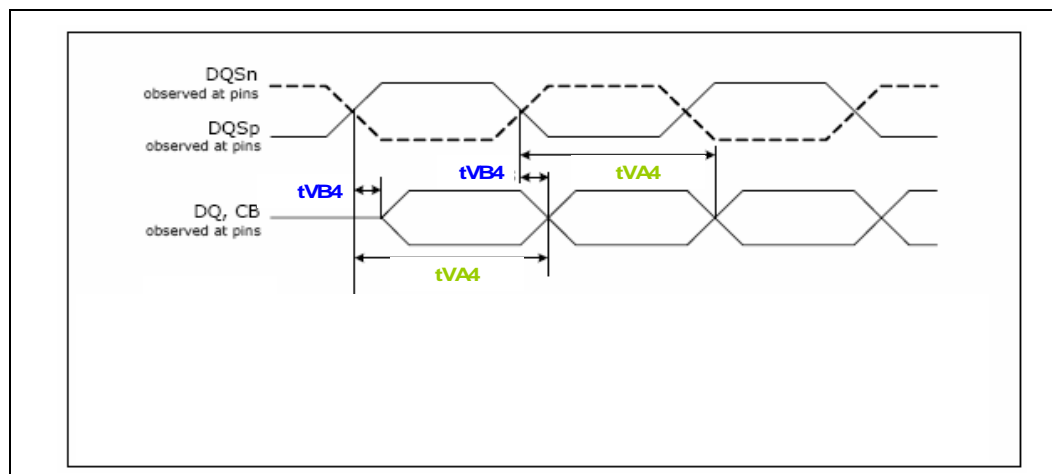 DQSn
observed at pins
DQSp
observed at pins
tVB4
tVA4
tVB4
DQ, CB
observed at pins
tVA4